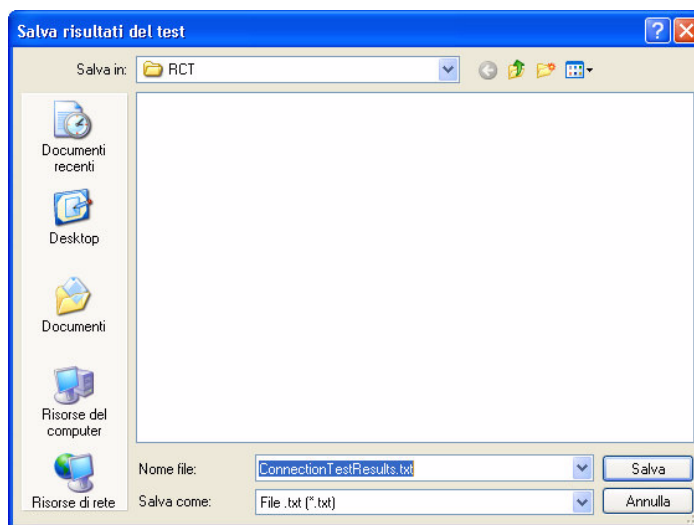 Salva risultati del test
Salva in:
RCT
Documenti
recenti
Desktop
Documenti
Risorse del
computer
Risorse di rete
Nome file:
ConnectionTestResults.txt
Salva
Salva come:
File .txt (*.txt)
Annulla